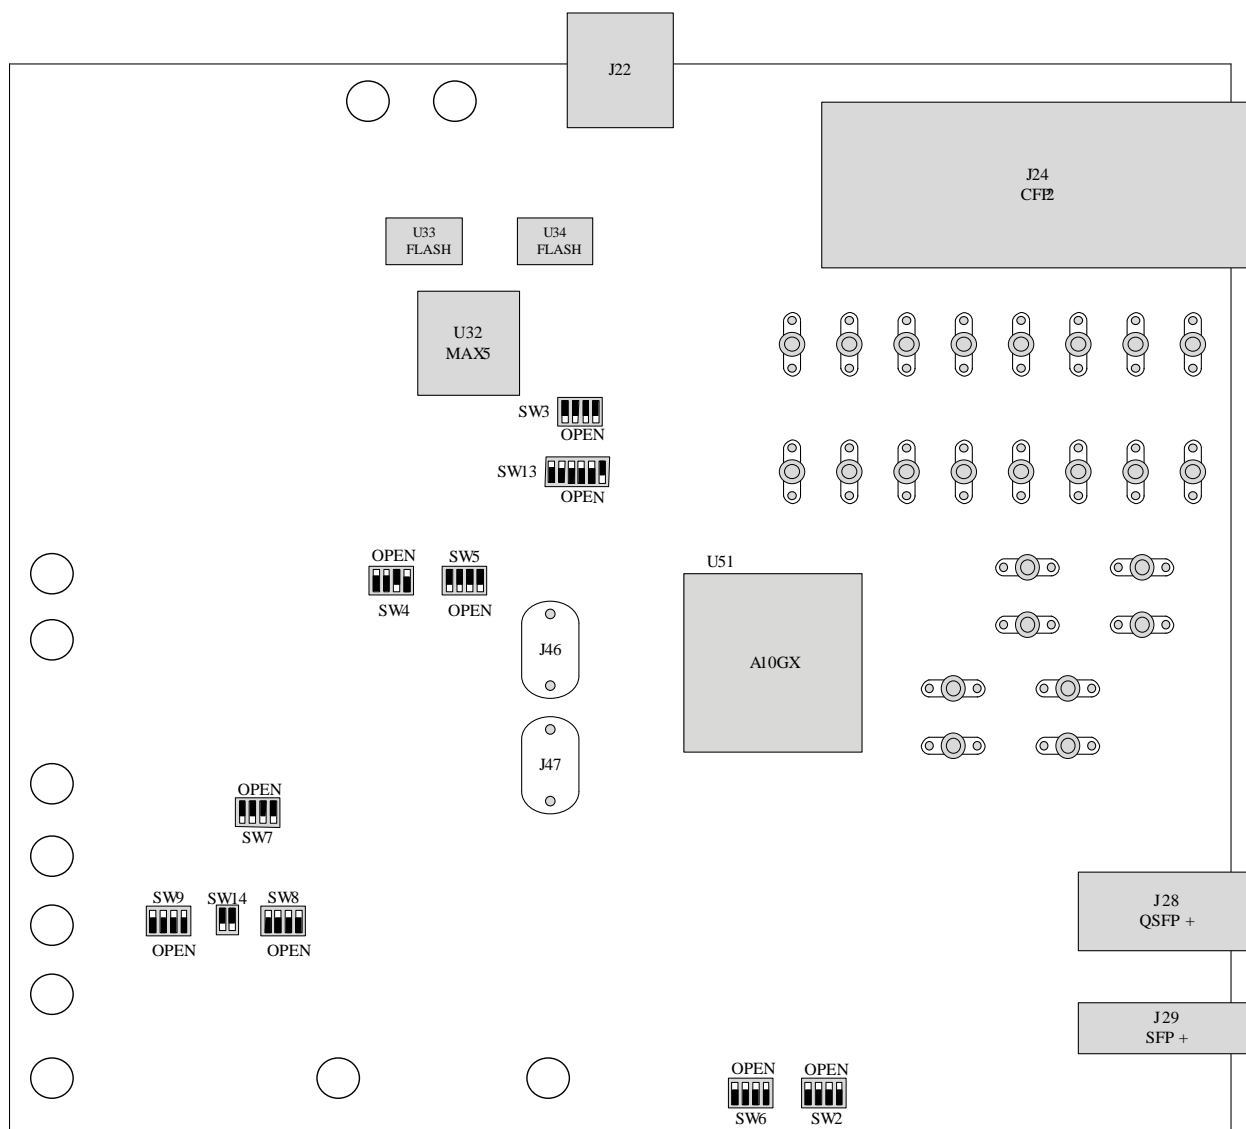 J22
J24
CFP2
U33
FLASH
U34
FLASH
U32
MAX5
SW3
OPEN
SW13
OPEN
OPEN
SW5
SW4
OPEN
U51
J46
A10GX
J47
OPEN
SW7
SW9
SW14
SW8
OPEN
OPEN
J28
QSFP +
J29
SFP +
OPEN
OPEN
SW6
SW2